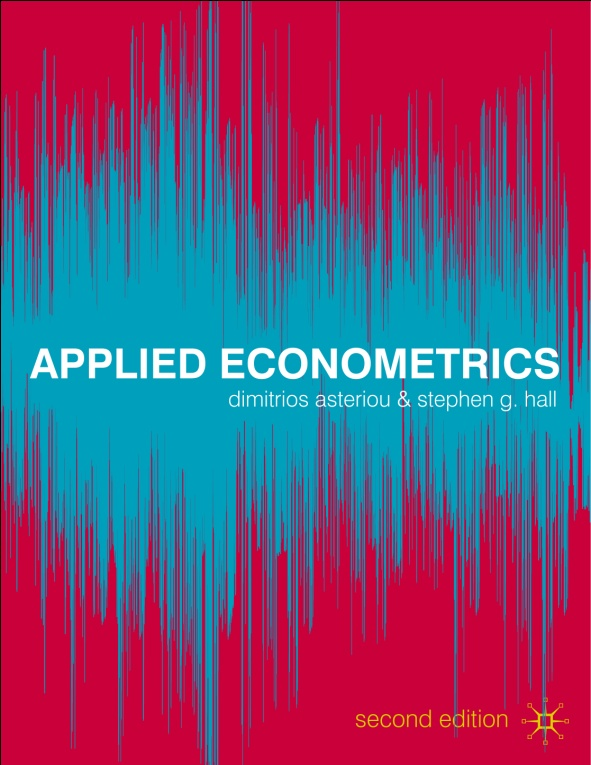 APPLIED ECONOMETRICS
dimitrios asteriou & stephen g. hall
second edition